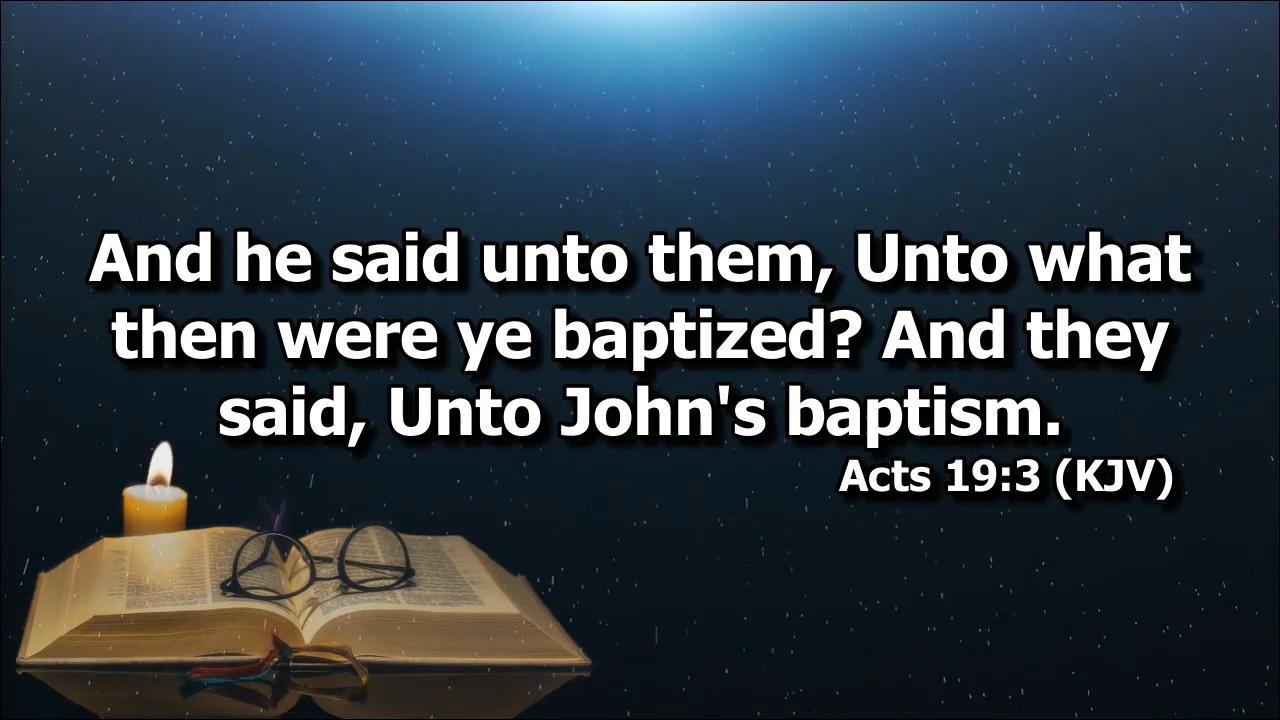 And he said unto them, Unto what
then were ye baptized? And they
said, Unto John's baptism.
Acts 19:3 (KJV)